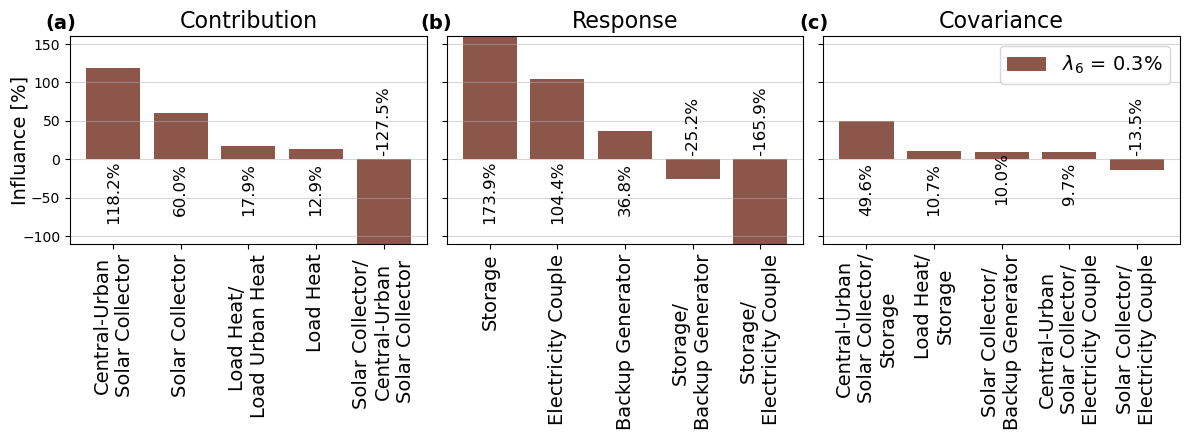 (a) Contribution
(b) Response
(c) Covariance
Influance [%]
150
100
50
0
−50
−100
118.2%
60.0%
17.9%
12.9%
-127.5%
173.9%
104.4%
36.8%
-25.2%
-165.9%
λ6 = 0.3%
49.6%
10.7%
10.0%
9.7%
-13.5%
Central-Urban
Solar Collector
Solar Collector
Load Heat/
Load Urban Heat
Load Heat
Solar Collector/
Central-Urban
Solar Collector
Storage
Electricity Couple
Backup Generator
Storage/
Backup Generator
Storage/
Electricity Couple
Central-Urban
Solar Collector/
Storage
Load Heat/
Storage
Solar Collector/
Backup Generator
Central-Urban
Solar Collector/
Electricity Couple
Solar Collector/
Electricity Couple